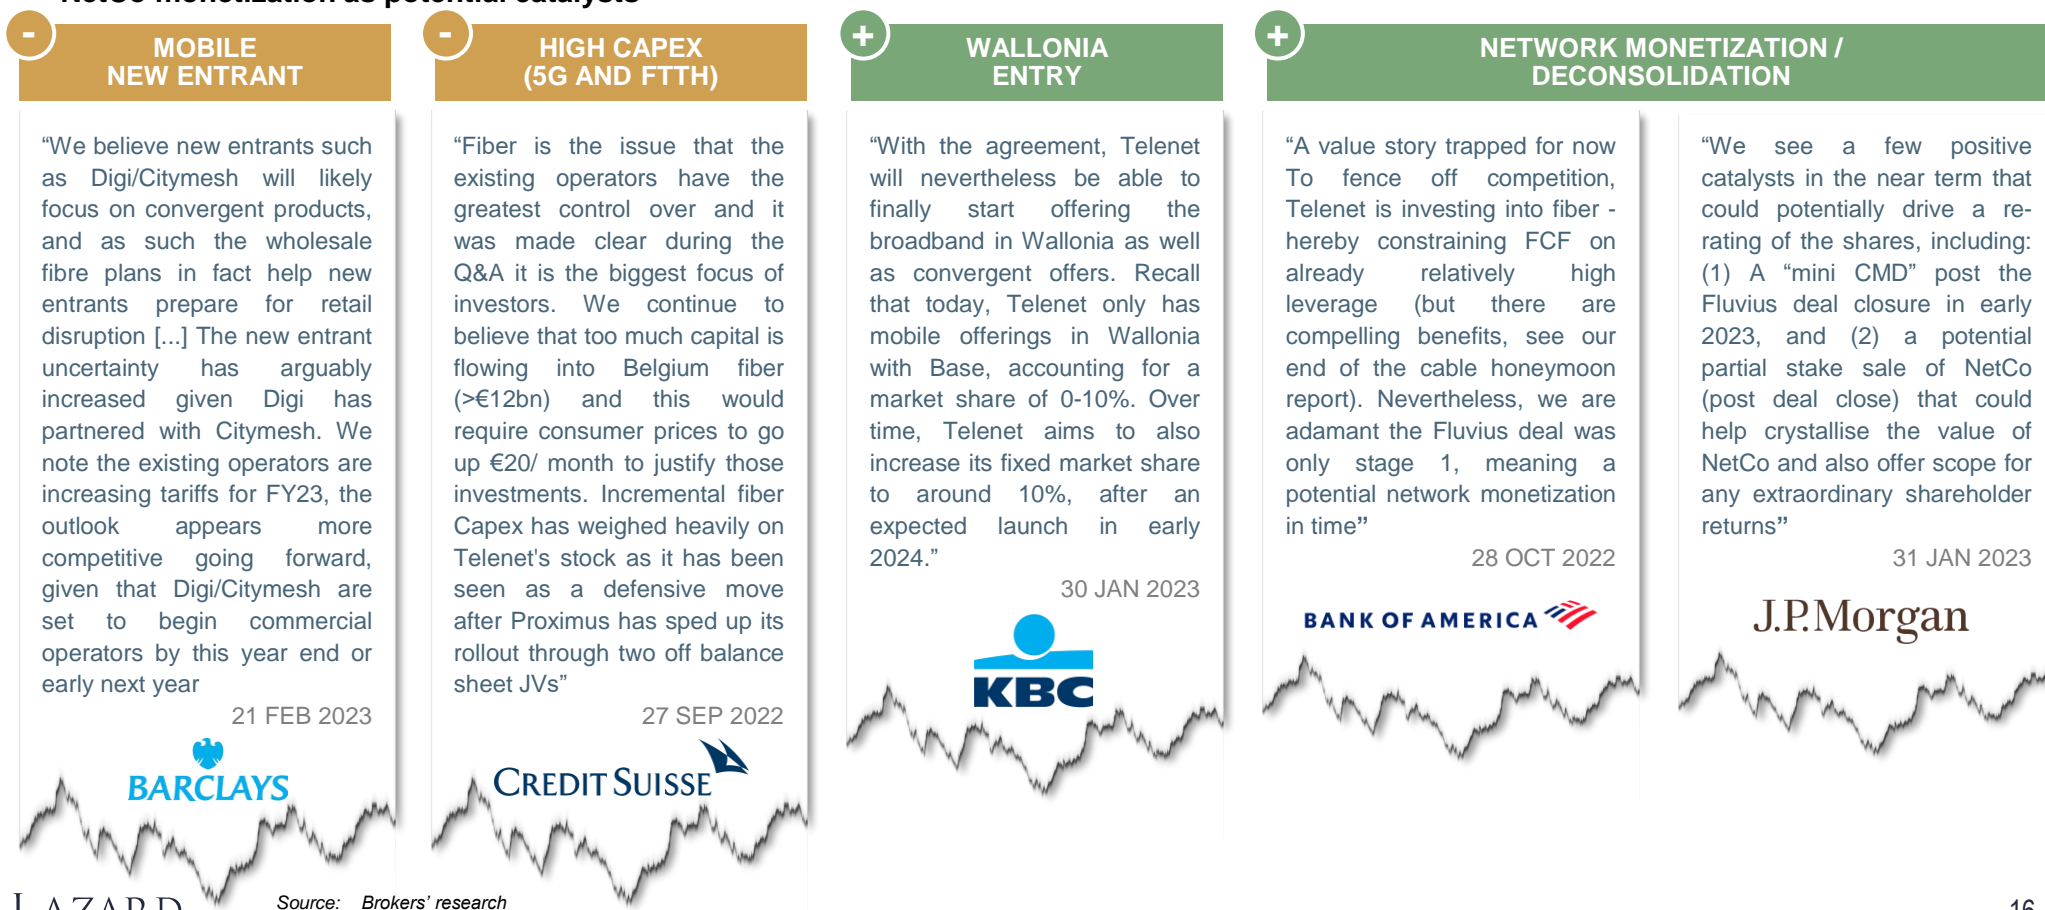 NetCo monetization as potential catalysts
-
MOBILE
NEW ENTRANT
“We believe new entrants such
as Digi/Citymesh will likely
focus on convergent products,
and as such the wholesale
fibre plans in fact help new
entrants prepare for retail
disruption [...] The new entrant
uncertainty has arguably
increased given Digi has
partnered with Citymesh. We
note the existing operators are
increasing tariffs for FY23, the
outlook appears more
competitive going forward,
given that Digi/Citymesh are
set to begin commercial
operators by this year end or
early next year
21 FEB 2023
BARCLAYS
-
HIGH CAPEX
(5G AND FTTH)
“Fiber is the issue that the
existing operators have the
greatest control over and it
was made clear during the
Q&A it is the biggest focus of
investors. We continue to
believe that too much capital is
flowing into Belgium fiber
(>€12bn) and this would
require consumer prices to go
up €20/ month to justify those
investments. Incremental fiber
Capex has weighed heavily on
Telenet's stock as it has been
seen as a defensive move
after Proximus has sped up its
rollout through two off balance
sheet JVs”
27 SEP 2022
CREDIT SUISSE
+
WALLONIA
ENTRY
“With the agreement, Telenet
will nevertheless be able to
finally start offering the
broadband in Wallonia as well
as convergent offers. Recall
that today, Telenet only has
mobile offerings in Wallonia
with Base, accounting for a
market share of 0-10%. Over
time, Telenet aims to also
increase its fixed market share
to around 10%, after an
expected launch in early
2024.”
30 JAN 2023
KBC
+
NETWORK MONETIZATION /
DECONSOLIDATION
“A value story trapped for now
To fence off competition,
Telenet is investing into fiber -
hereby constraining FCF on
already relatively high
leverage (but there are
compelling benefits, see our
end of the cable honeymoon
report). Nevertheless, we are
adamant the Fluvius deal was
only stage 1, meaning a
potential network monetization
in time”
28 OCT 2022
BANK OF AMERICA
“We see a few positive
catalysts in the near term that
could potentially drive a re-
rating of the shares, including:
(1) A “mini CMD” post the
Fluvius deal closure in early
2023, and (2) a potential
partial stake sale of NetCo
(post deal close) that could
help crystallise the value of
NetCo and also offer scope for
any extraordinary shareholder
returns”
31 JAN 2023
J.P.Morgan
LAZARD
Source: Brokers’ research
16